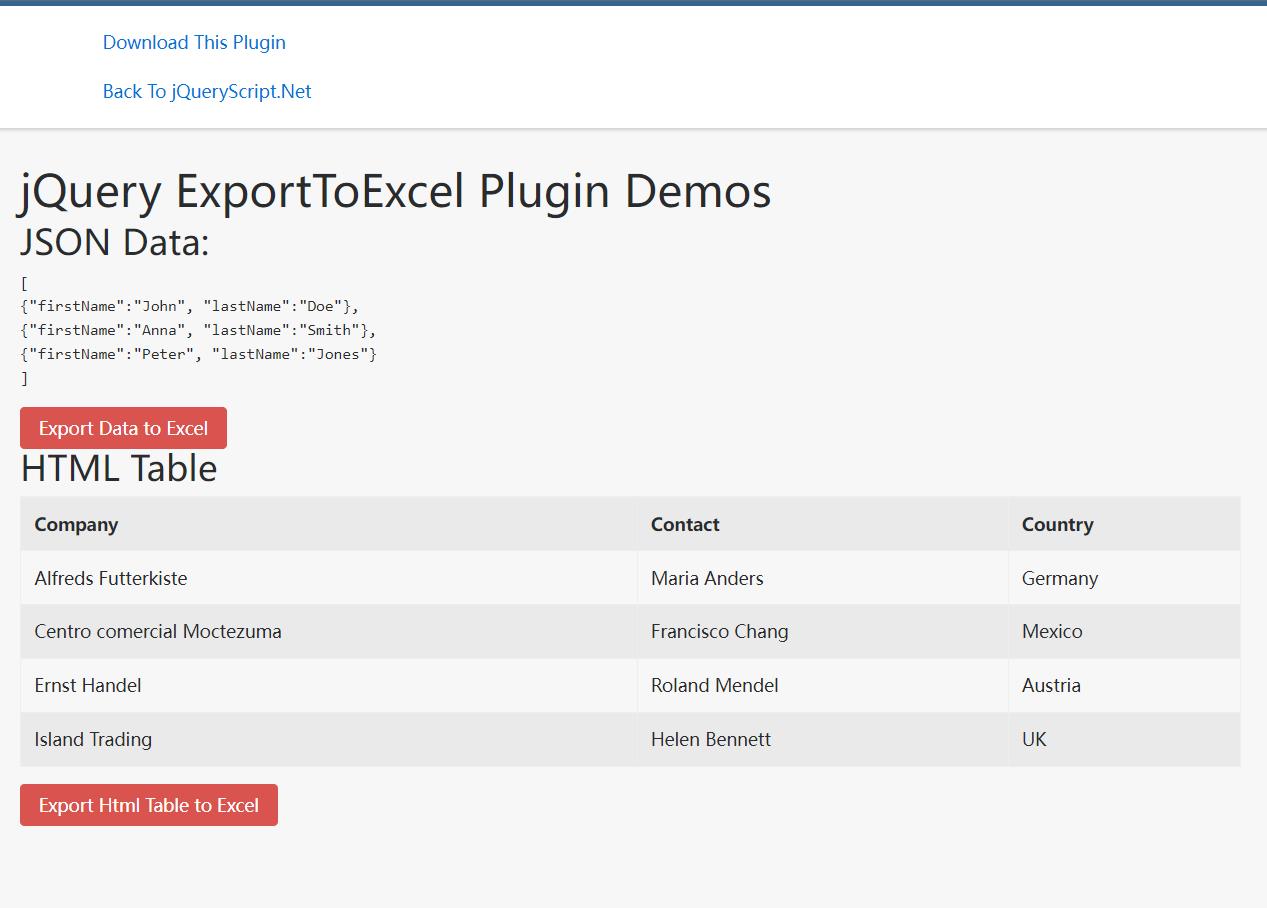 Download This Plugin
Back To jQueryScript.Net
jQuery ExportToExcel Plugin Demos
JSON Data:
[
{"firstName":"John", "lastName":"Doe"},
{"firstName":"Anna", "lastName":"Smith"},
{"firstName":"Peter", "lastName":"Jones"}
]
Export Data to Excel
HTML Table
Company Contact Country
Alfreds Futterkiste Maria Anders Germany
Centro comercial Moctezuma Francisco Chang Mexico
Ernst Handel Roland Mendel Austria
Island Trading Helen Bennett UK
Export Html Table to Excel